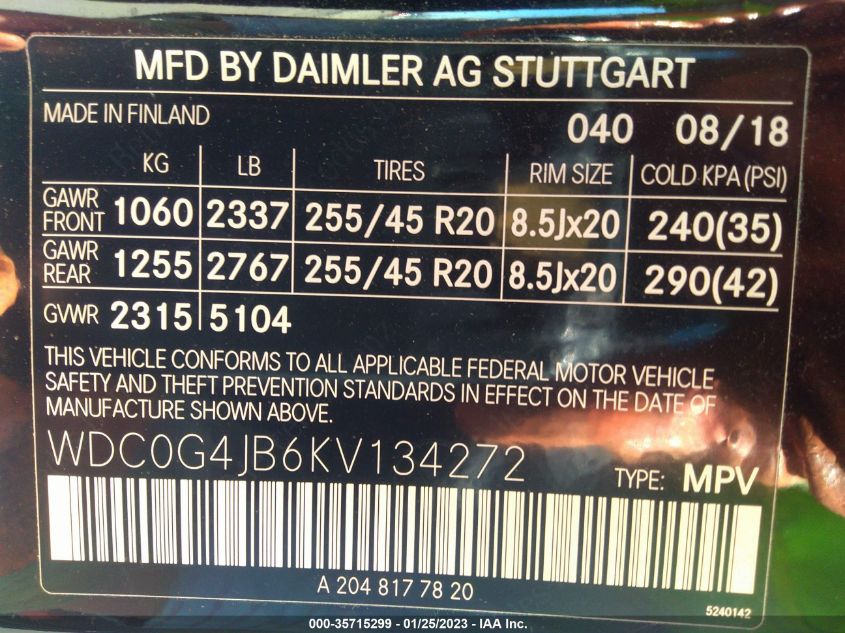 MFD BY DAIMLER AG STUTTGART
MADE IN FINLAND
040 08/18
KG LB TIRES RIM SIZE COLD KPA (PSI)
GAWR FRONT 1060 2337 255/45 R20 8.5Jx20 240(35)
GAWR REAR 1255 2767 255/45 R20 8.5Jx20 290(42)
GVWR 2315 5104
THIS VEHICLE CONFORMS TO ALL APPLICABLE FEDERAL MOTOR VEHICLE
SAFETY AND THEFT PREVENTION STANDARDS IN EFFECT ON THE DATE OF
MANUFACTURE SHOWN ABOVE.
WDC0G4JB6KV134272
TYPE: MPV
A 204 817 78 20
5240142
000-35715299 - 01/25/2023 - IAA Inc.